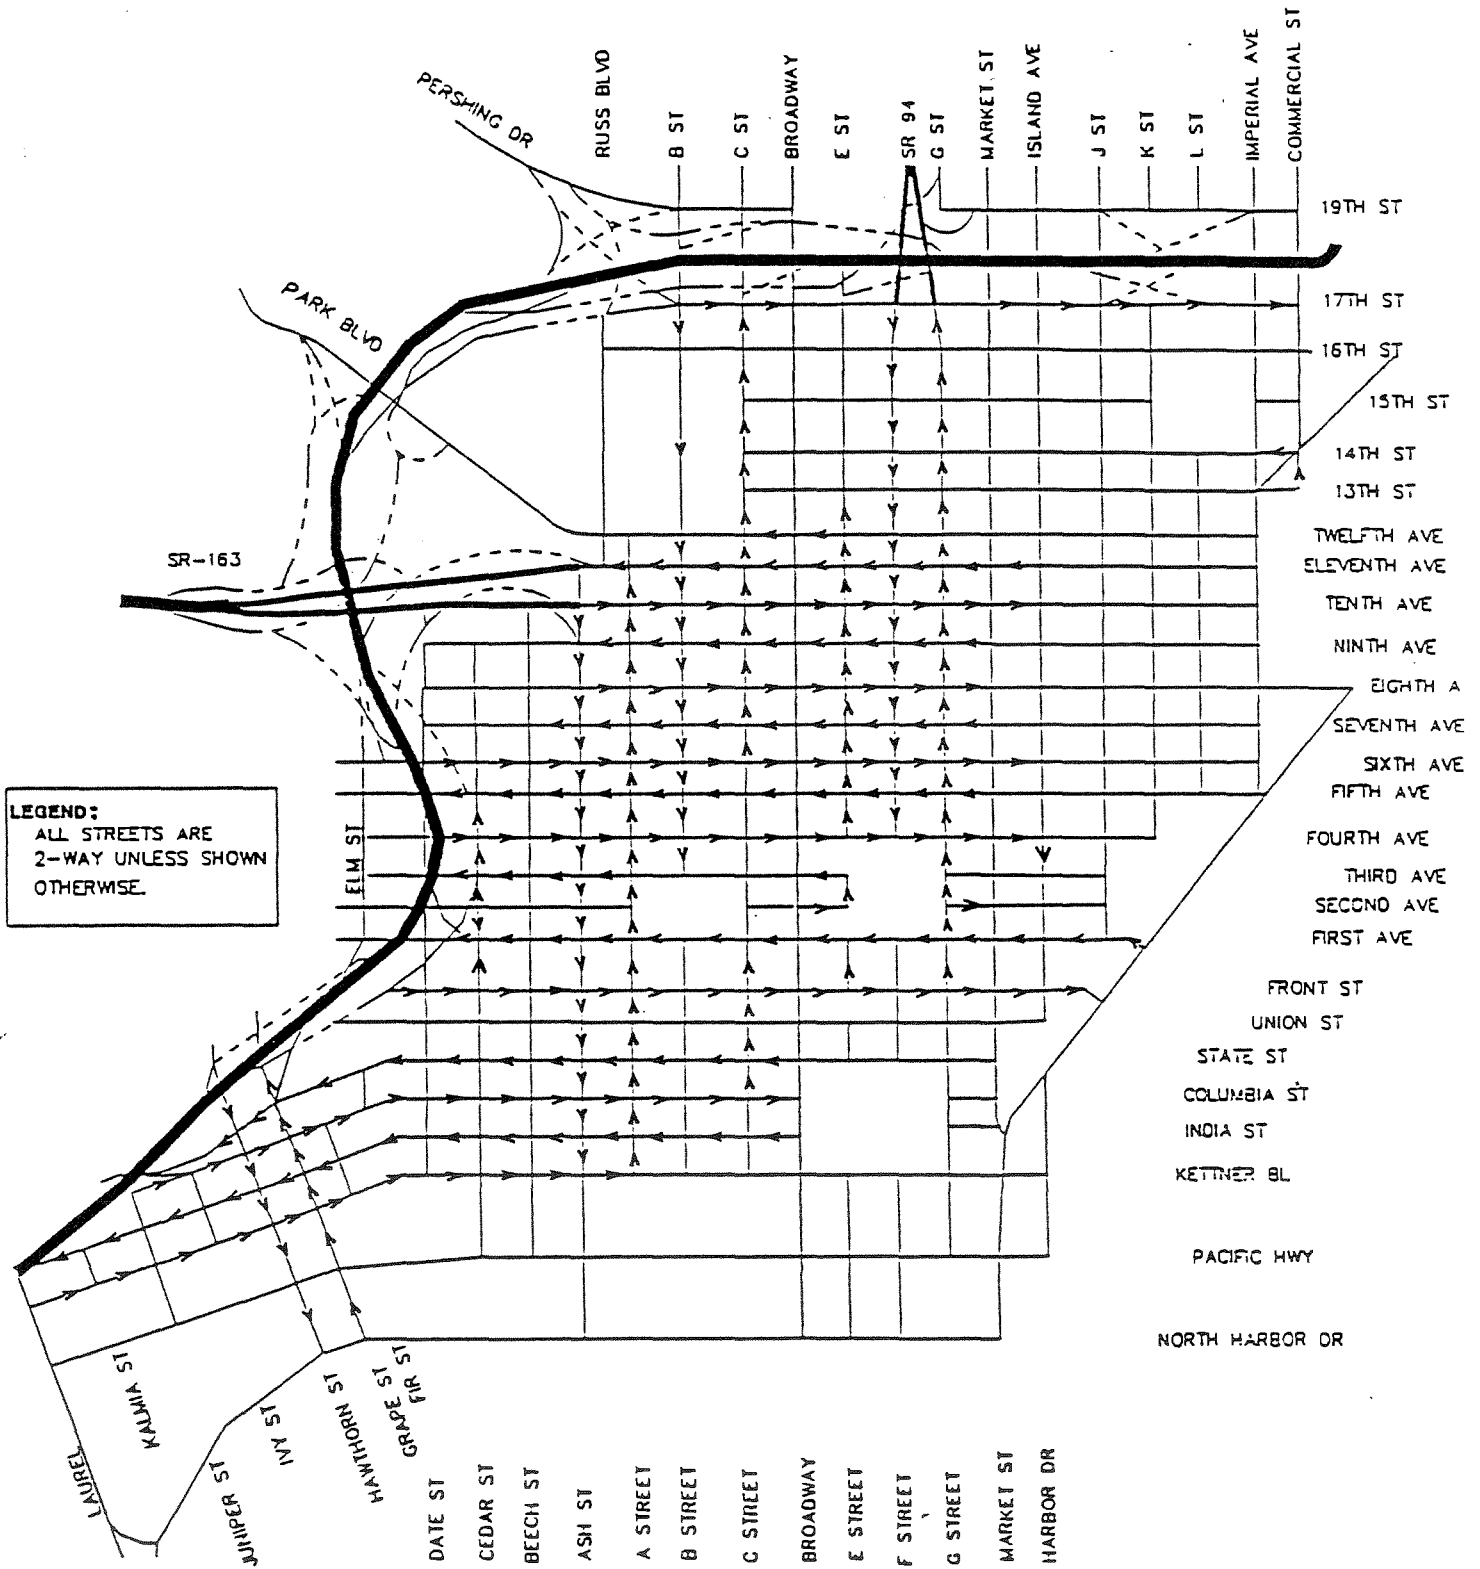 PERSHING DR
RUSS BLVD
B ST
C ST
BROADWAY
E ST
SR 94
G ST
MARKET ST
ISLAND AVE
J ST
K ST
L ST
IMPERIAL AVE
COMMERCIAL ST
19TH ST
PARK BLVD
17TH ST
16TH ST
15TH ST
14TH ST
13TH ST
TWELFTH AVE
SR-163
ELEVENTH AVE
TENTH AVE
NINTH AVE
EIGHTH A
SEVENTH AVE
SIXTH AVE
FIFTH AVE
LEGEND:
ALL STREETS ARE
2-WAY UNLESS SHOWN
OTHERWISE.
ELM ST
FOURTH AVE
THIRD AVE
SECOND AVE
FIRST AVE
FRONT ST
UNION ST
STATE ST
COLUMBIA ST
INDIA ST
KETTNER BL
PACIFIC HWY
NORTH HARBOR DR
LAUREL
KALMIA ST
JUNIPER ST
IVY ST
HAWTHORN ST
GRAPE ST
FIR ST
DATE ST
CEDAR ST
BEECH ST
ASH ST
A STREET
B STREET
C STREET
BROADWAY
E STREET
F STREET
G STREET
MARKET ST
HARBOR DR